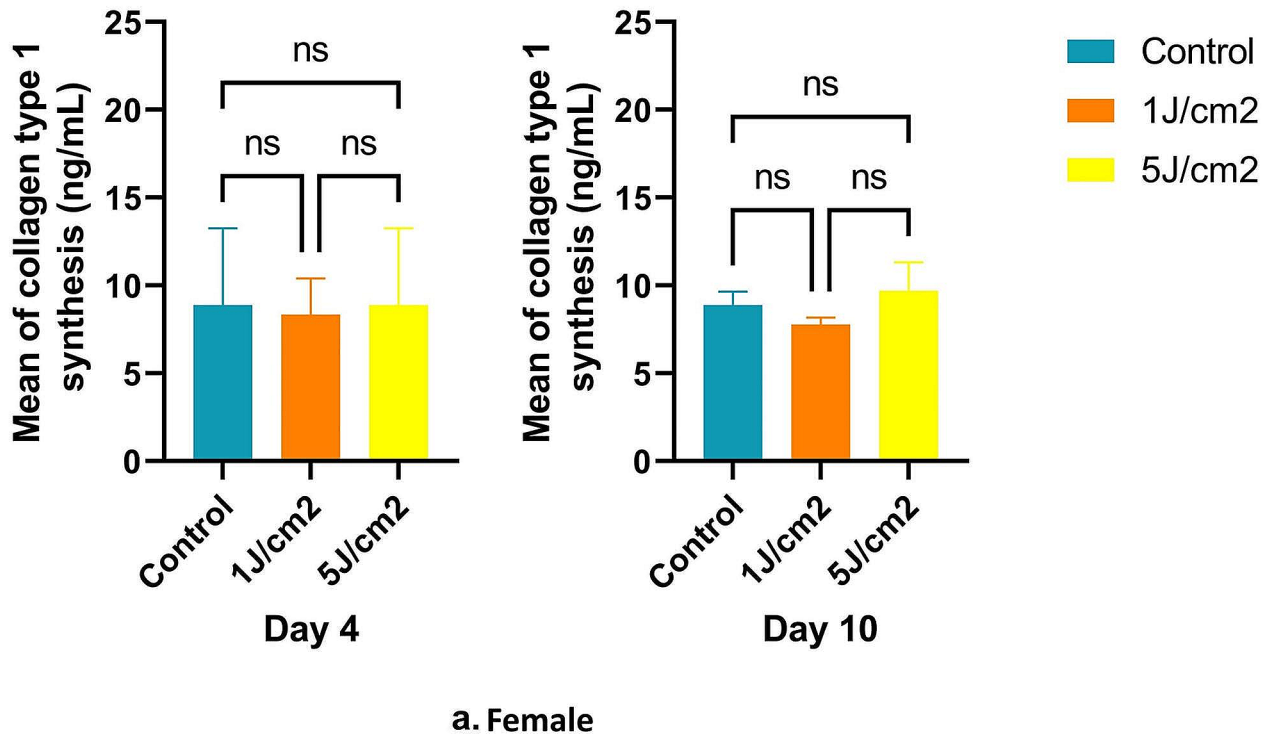 Mean of collagen type 1
synthesis (ng/mL)
25
20
15
10
5
0
ns
ns
ns
Control
1J/cm2
5J/cm2
Day 4
Mean of collagen type 1
synthesis (ng/mL)
25
20
15
10
5
0
ns
ns
ns
Control
1J/cm2
5J/cm2
Day 10
Control
1J/cm2
5J/cm2
a. Female